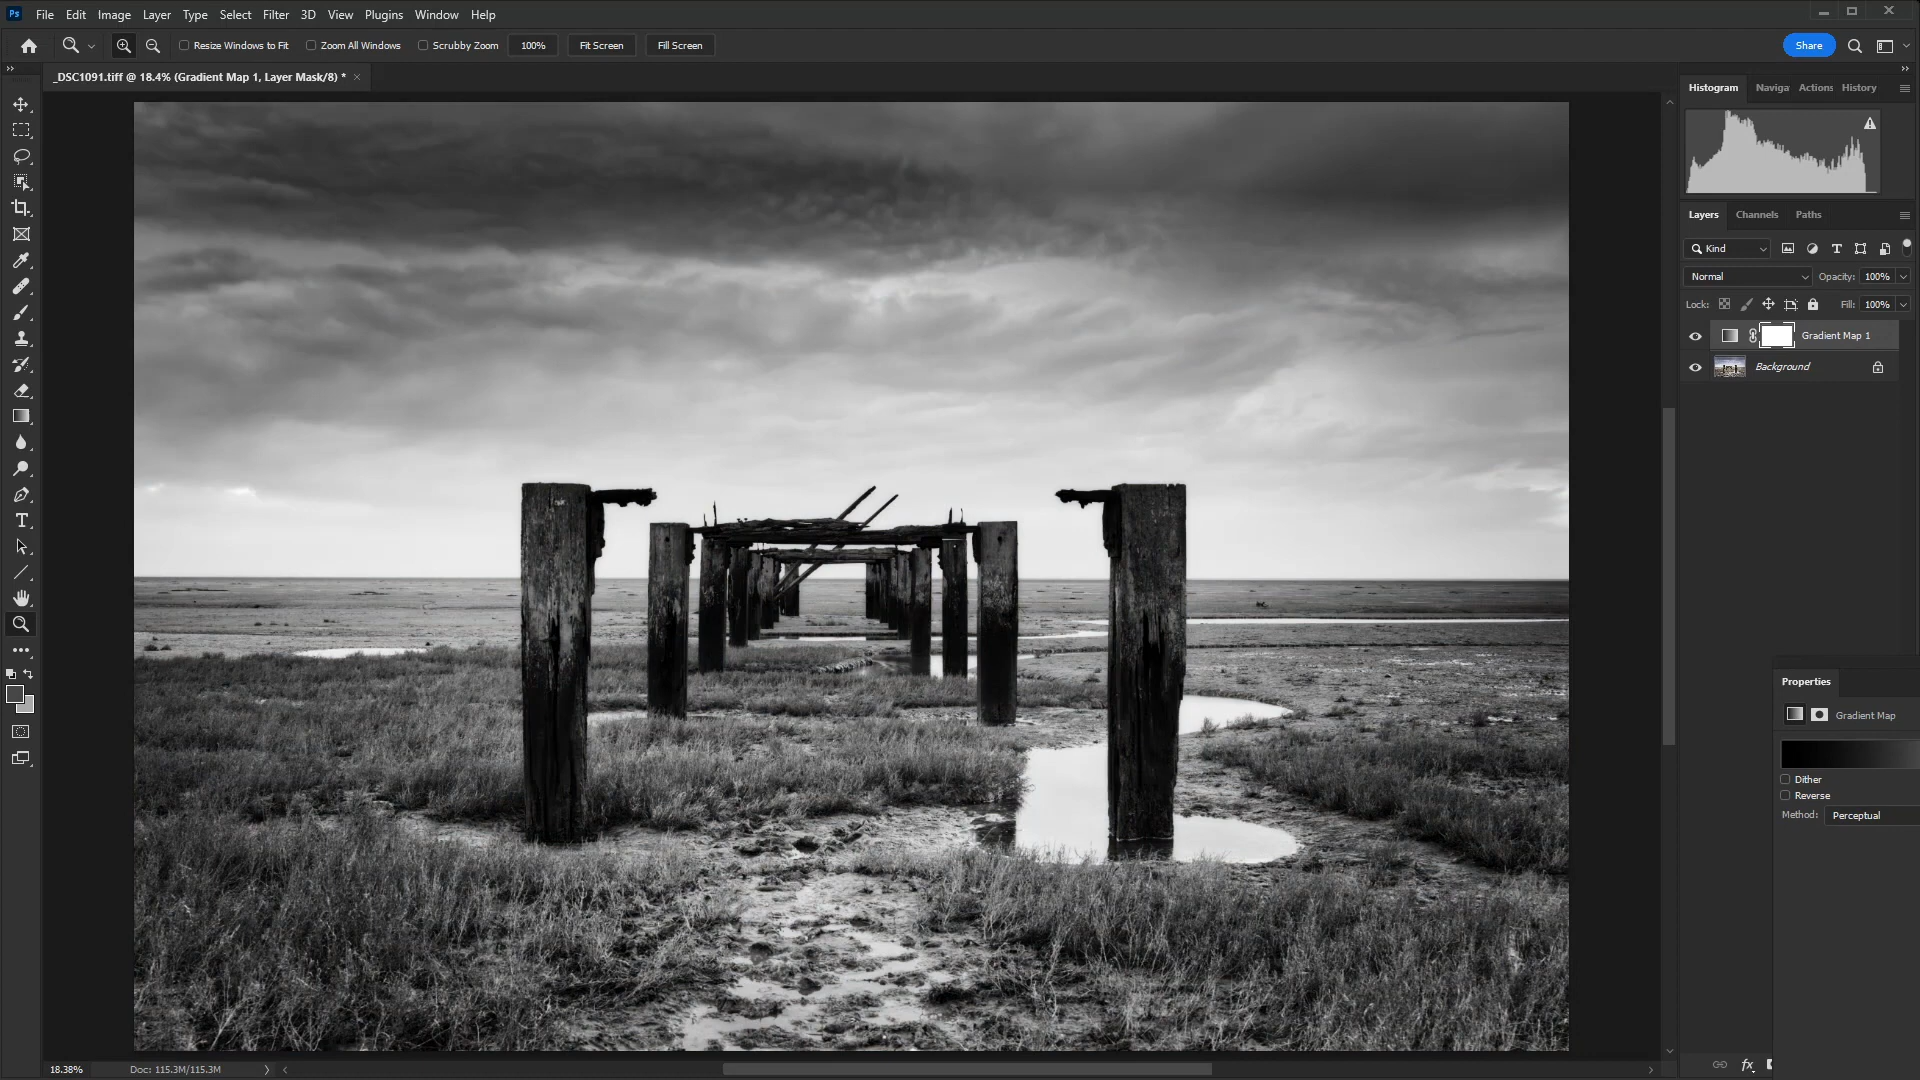 Ps File Edit Image Layer Type Select Filter 3D View Plugins Window Help
Resize Windows to Fit Zoom All Windows Scrubby Zoom 100% Fit Screen Fill Screen Share
_DSC1091.tiff @ 18.4% (Gradient Map 1, Layer Mask/8) *
Histogram Naviga Actions History
Layers Channels Paths
Kind
Normal Opacity: 100%
Lock: Fill: 100%
Gradient Map 1
Background
Properties
Gradient Map
Dither
Reverse
Method: Perceptual
fx
18.38% Doc: 115.3M/115.3M